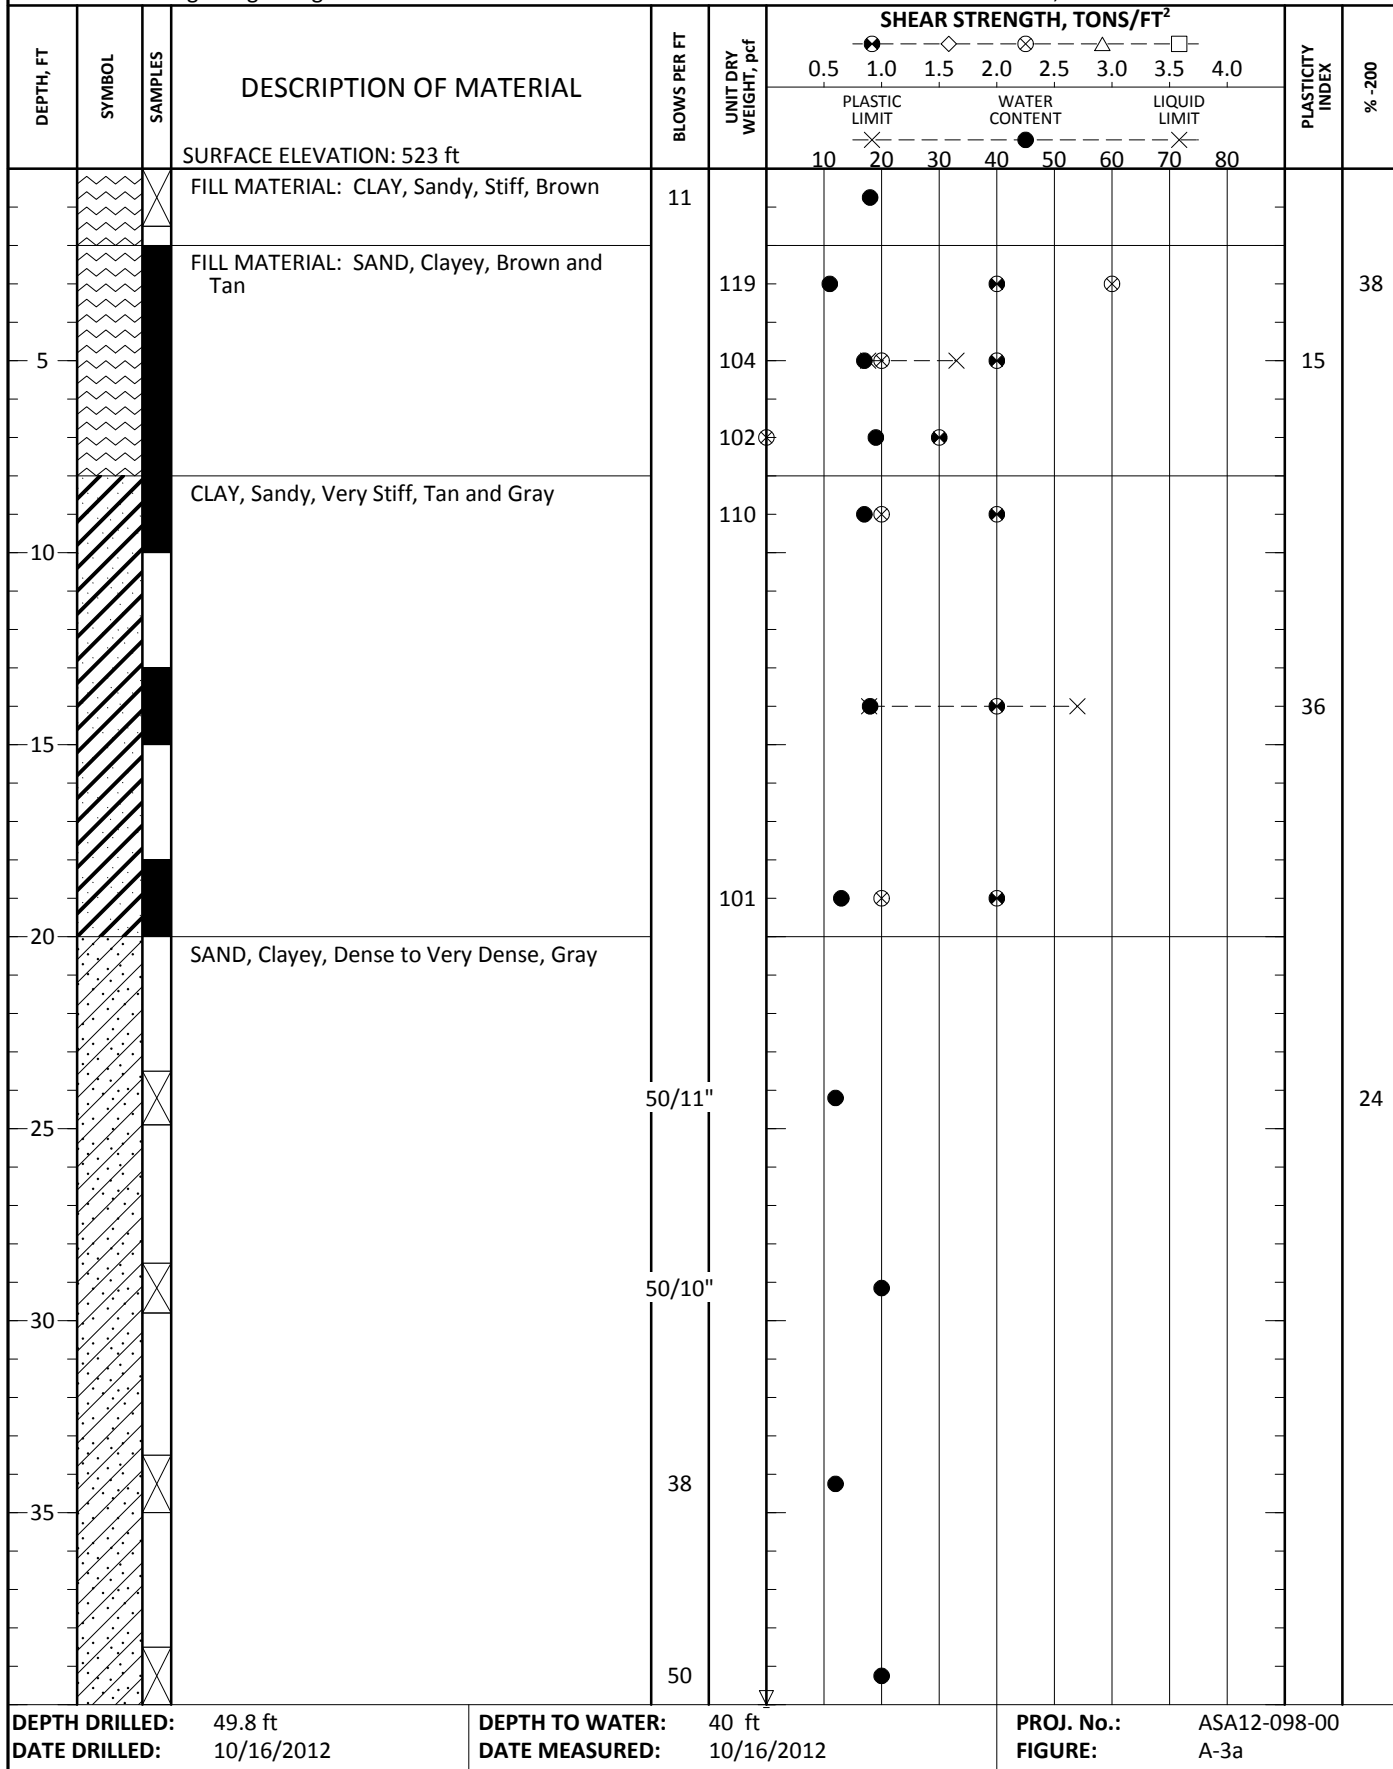 SHEAR STRENGTH, TONS/FT²
DEPTH, FT
SYMBOL
SAMPLES
DESCRIPTION OF MATERIAL
SURFACE ELEVATION: 523 ft
BLOWS PER FT
UNIT DRY
WEIGHT, pcf
0.5 1.0 1.5 2.0 2.5 3.0 3.5 4.0
PLASTIC
LIMIT
WATER
CONTENT
LIQUID
LIMIT
10 20 30 40 50 60 70 80
PLASTICITY
INDEX
% -200
FILL MATERIAL: CLAY, Sandy, Stiff, Brown
11
FILL MATERIAL: SAND, Clayey, Brown and
Tan
119 38
5 104 15
102
CLAY, Sandy, Very Stiff, Tan and Gray
110
10
36
15
101
20
SAND, Clayey, Dense to Very Dense, Gray
50/11" 24
25
50/10"
30
38
35
50
DEPTH DRILLED: 49.8 ft DEPTH TO WATER: 40 ft PROJ. No.: ASA12-098-00
DATE DRILLED: 10/16/2012 DATE MEASURED: 10/16/2012 FIGURE: A-3a